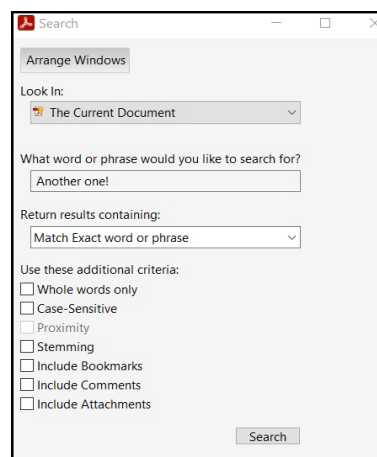 Search
Arrange Windows
Look In:
The Current Document
What word or phrase would you like to search for?
Another one!
Return results containing:
Match Exact word or phrase
Use these additional criteria:
Whole words only
Case-Sensitive
Proximity
Stemming
Include Bookmarks
Include Comments
Include Attachments
Search